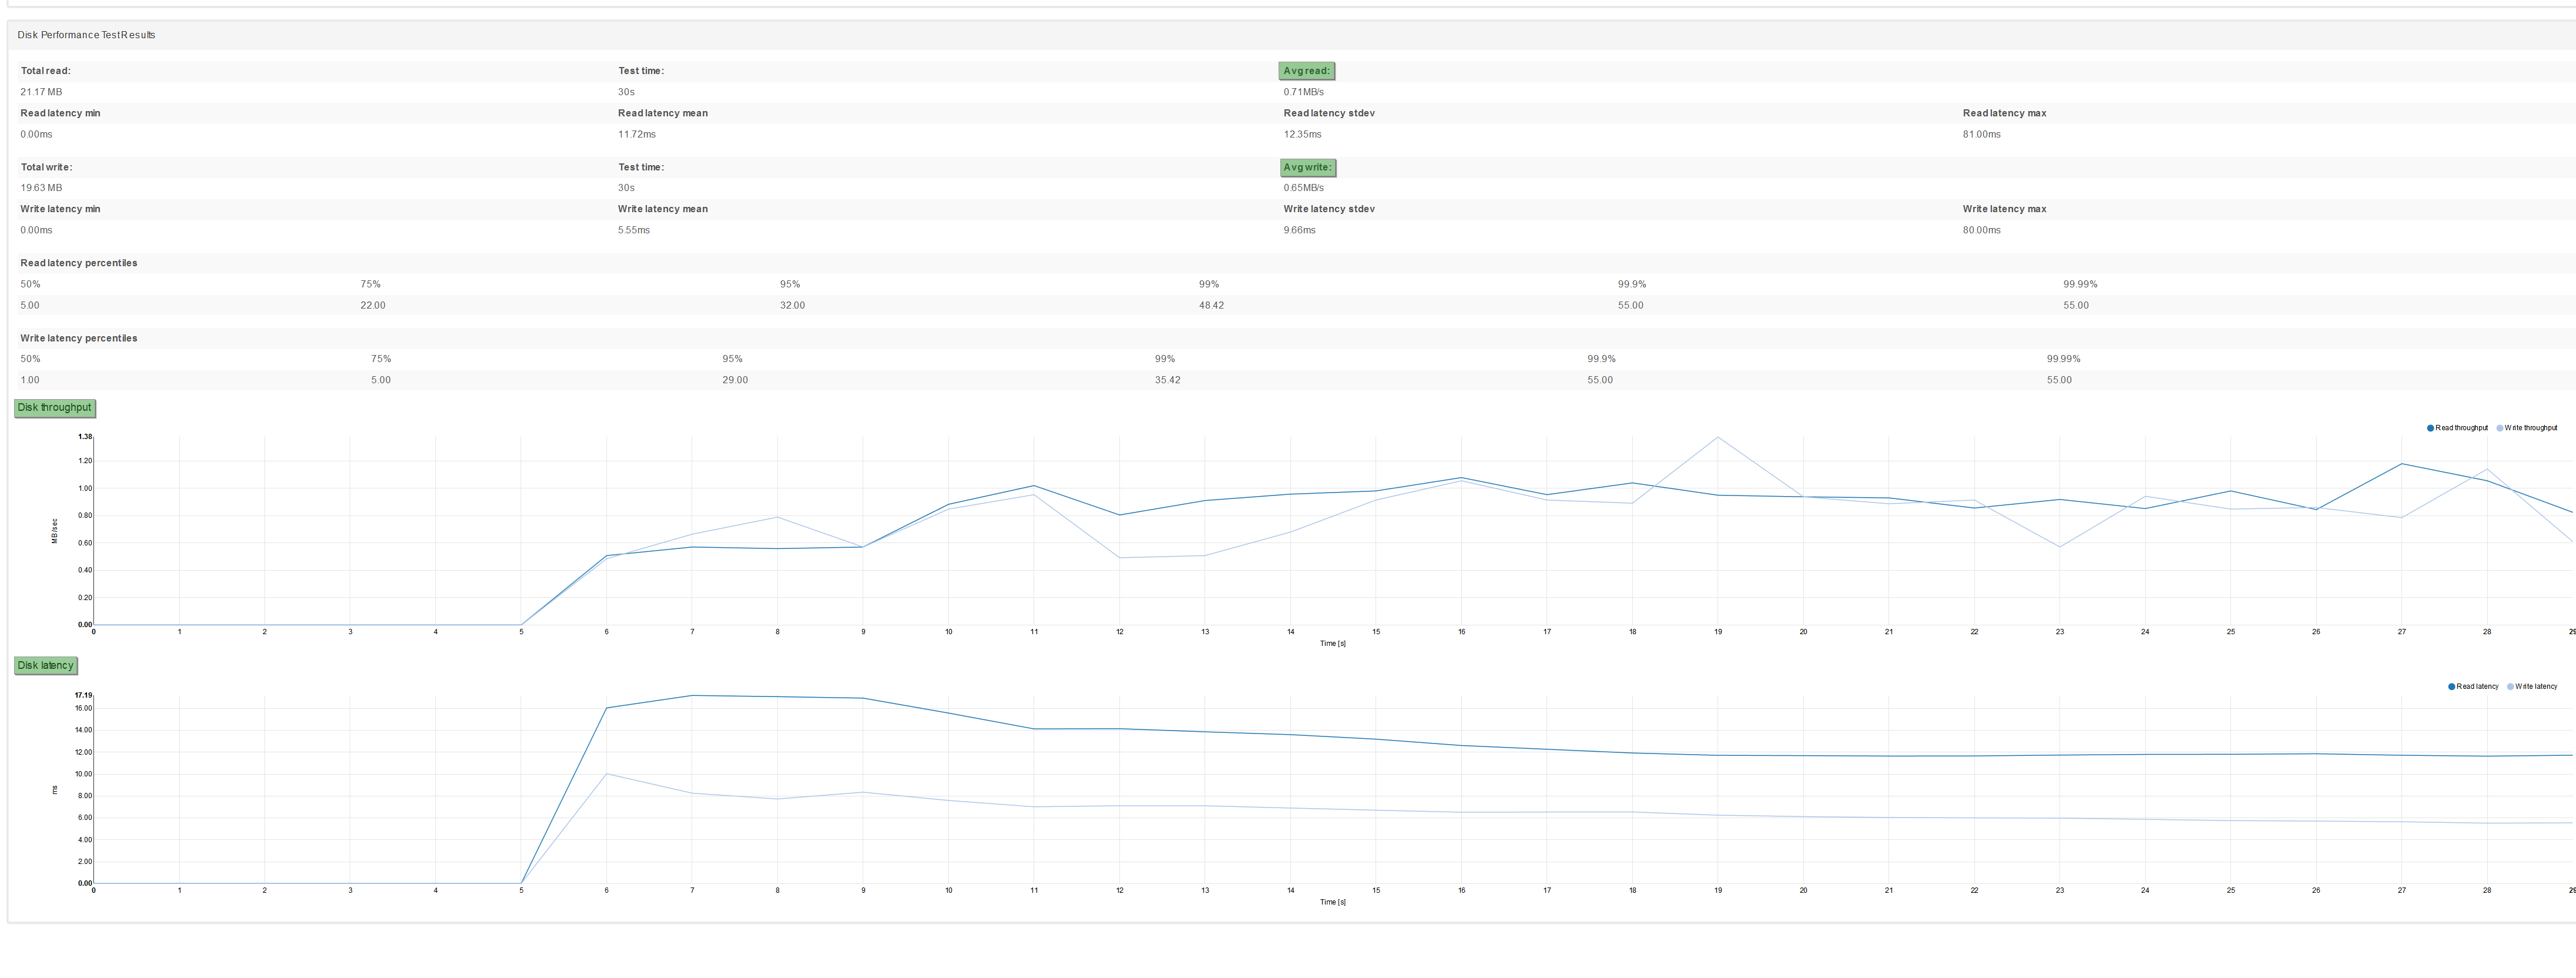 Disk Performance Test Results
Total read: Test time: Avg read:
21.17 MB 30s 0.71MB/s
Read latency min Read latency mean Read latency stdev Read latency max
0.00ms 11.72ms 12.35ms 81.00ms
Total write: Test time: Avg write:
19.63 MB 30s 0.65MB/s
Write latency min Write latency mean Write latency stdev Write latency max
0.00ms 5.55ms 9.66ms 80.00ms
Read latency percentiles
50% 75% 95% 99% 99.9% 99.99%
5.00 22.00 32.00 48.42 55.00 55.00
Write latency percentiles
50% 75% 95% 99% 99.9% 99.99%
1.00 5.00 29.00 35.42 55.00 55.00
Disk throughput
Read throughput Write throughput
1.38
1.20
1.00
0.80
MB/sec
0.60
0.40
0.20
0.00
0 1 2 3 4 5 6 7 8 9 10 11 12 13 14 15 16 17 18 19 20 21 22 23 24 25 26 27 28 29
Time [s]
Disk latency
Read latency Write latency
17.19
16.00
14.00
12.00
10.00
ms
8.00
6.00
4.00
2.00
0.00
0 1 2 3 4 5 6 7 8 9 10 11 12 13 14 15 16 17 18 19 20 21 22 23 24 25 26 27 28 29
Time [s]